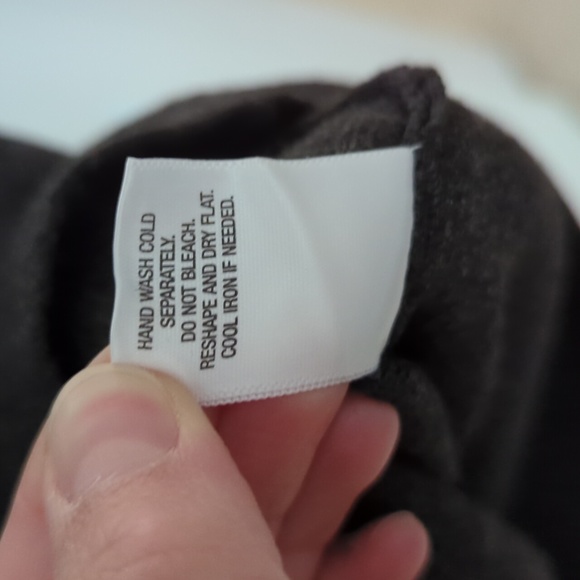 HAND WASH COLD
SEPARATELY.
DO NOT BLEACH.
RESHAPE AND DRY FLAT.
COOL IRON IF NEEDED.